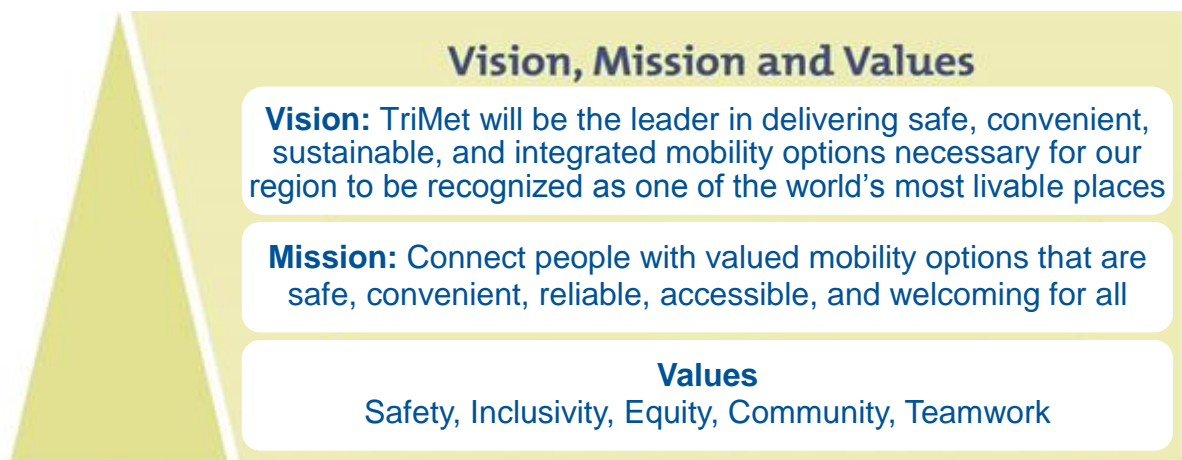 Vision, Mission and Values
Vision: TriMet will be the leader in delivering safe, convenient,
sustainable, and integrated mobility options necessary for our
region to be recognized as one of the world’s most livable places
Mission: Connect people with valued mobility options that are
safe, convenient, reliable, accessible, and welcoming for all
Values
Safety, Inclusivity, Equity, Community, Teamwork